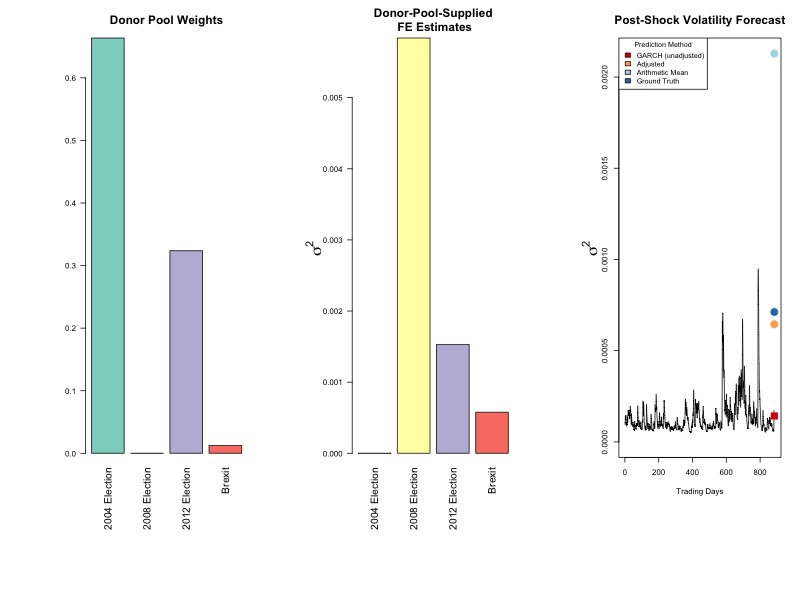 Donor Pool Weights
0.6
0.5
0.4
0.3
0.2
0.1
0.0
2004 Election
2008 Election
2012 Election
Brexit
Donor-Pool-Supplied
FE Estimates
σ²
0.005
0.004
0.003
0.002
0.001
0.000
2004 Election
2008 Election
2012 Election
Brexit
Post-Shock Volatility Forecast
σ²
0.0020
0.0015
0.0010
0.0005
0.0000
Prediction Method
GARCH (unadjusted)
Adjusted
Arithmetic Mean
Ground Truth
0
200
400
600
800
Trading Days